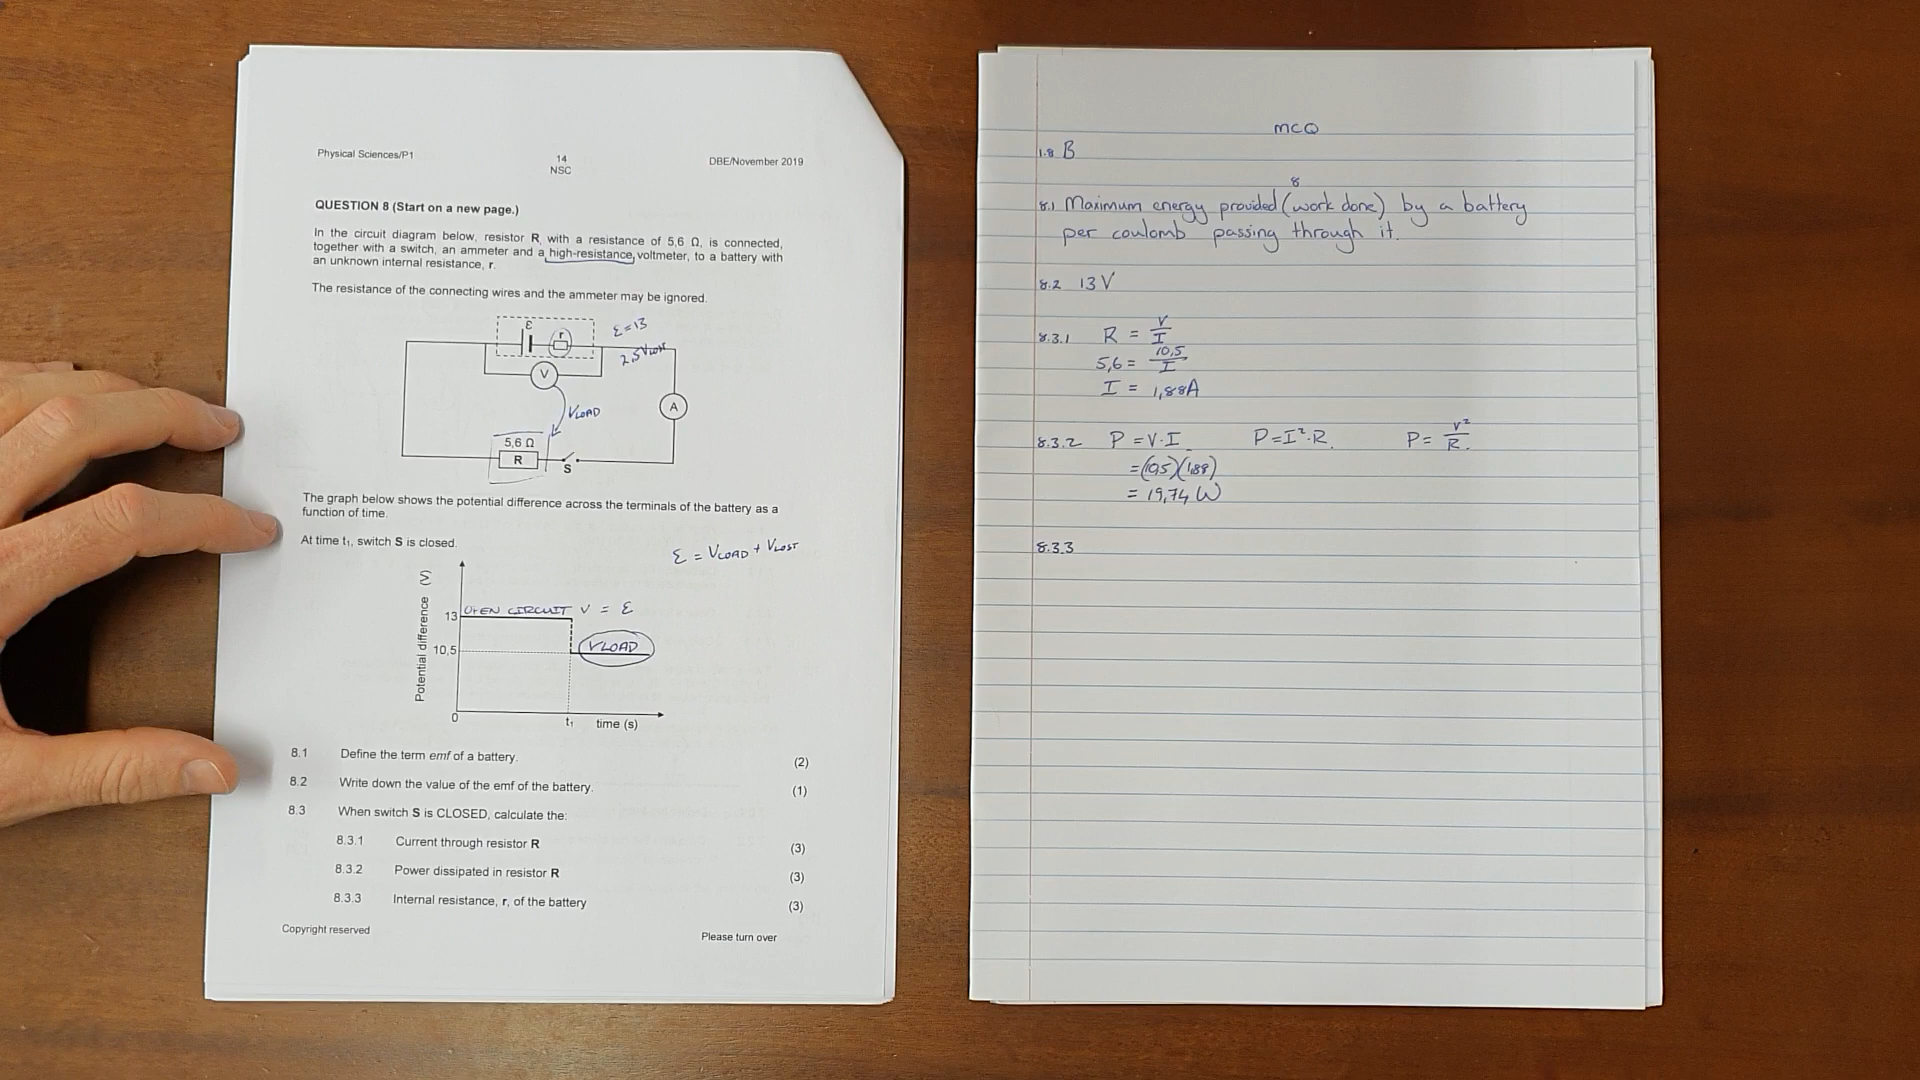 Physical Sciences/P1
14
NSC
DBE/November 2019
QUESTION 8 (Start on a new page.)
In the circuit diagram below, resistor R, with a resistance of 5,6 Ω, is connected,
together with a switch, an ammeter and a high-resistance voltmeter, to a battery with
an unknown internal resistance, r.
The resistance of the connecting wires and the ammeter may be ignored.
ε
r
ε = 13
2,5 VLOST
V
VLOAD
A
5,6 Ω
R
S
The graph below shows the potential difference across the terminals of the battery as a
function of time.
At time t₁, switch S is closed.
ε = VLOAD + VLOST
Potential difference (V)
13
OPEN CIRCUIT V = ε
10,5
VLOAD
0
t₁
time (s)
8.1 Define the term emf of a battery. (2)
8.2 Write down the value of the emf of the battery. (1)
8.3 When switch S is CLOSED, calculate the:
8.3.1 Current through resistor R (3)
8.3.2 Power dissipated in resistor R (3)
8.3.3 Internal resistance, r, of the battery (3)
Copyright reserved
Please turn over
MCQ
1.8 B
8
8.1 Maximum energy provided (work done) by a battery
per coulomb passing through it.
8.2 13 V
8.3.1 R = V/I
5,6 = 10,5/I
I = 1,88A
8.3.2 P = V·I P = I²·R. P = V²/R.
= (10,5)(1,88)
= 19,74 W
8.3.3